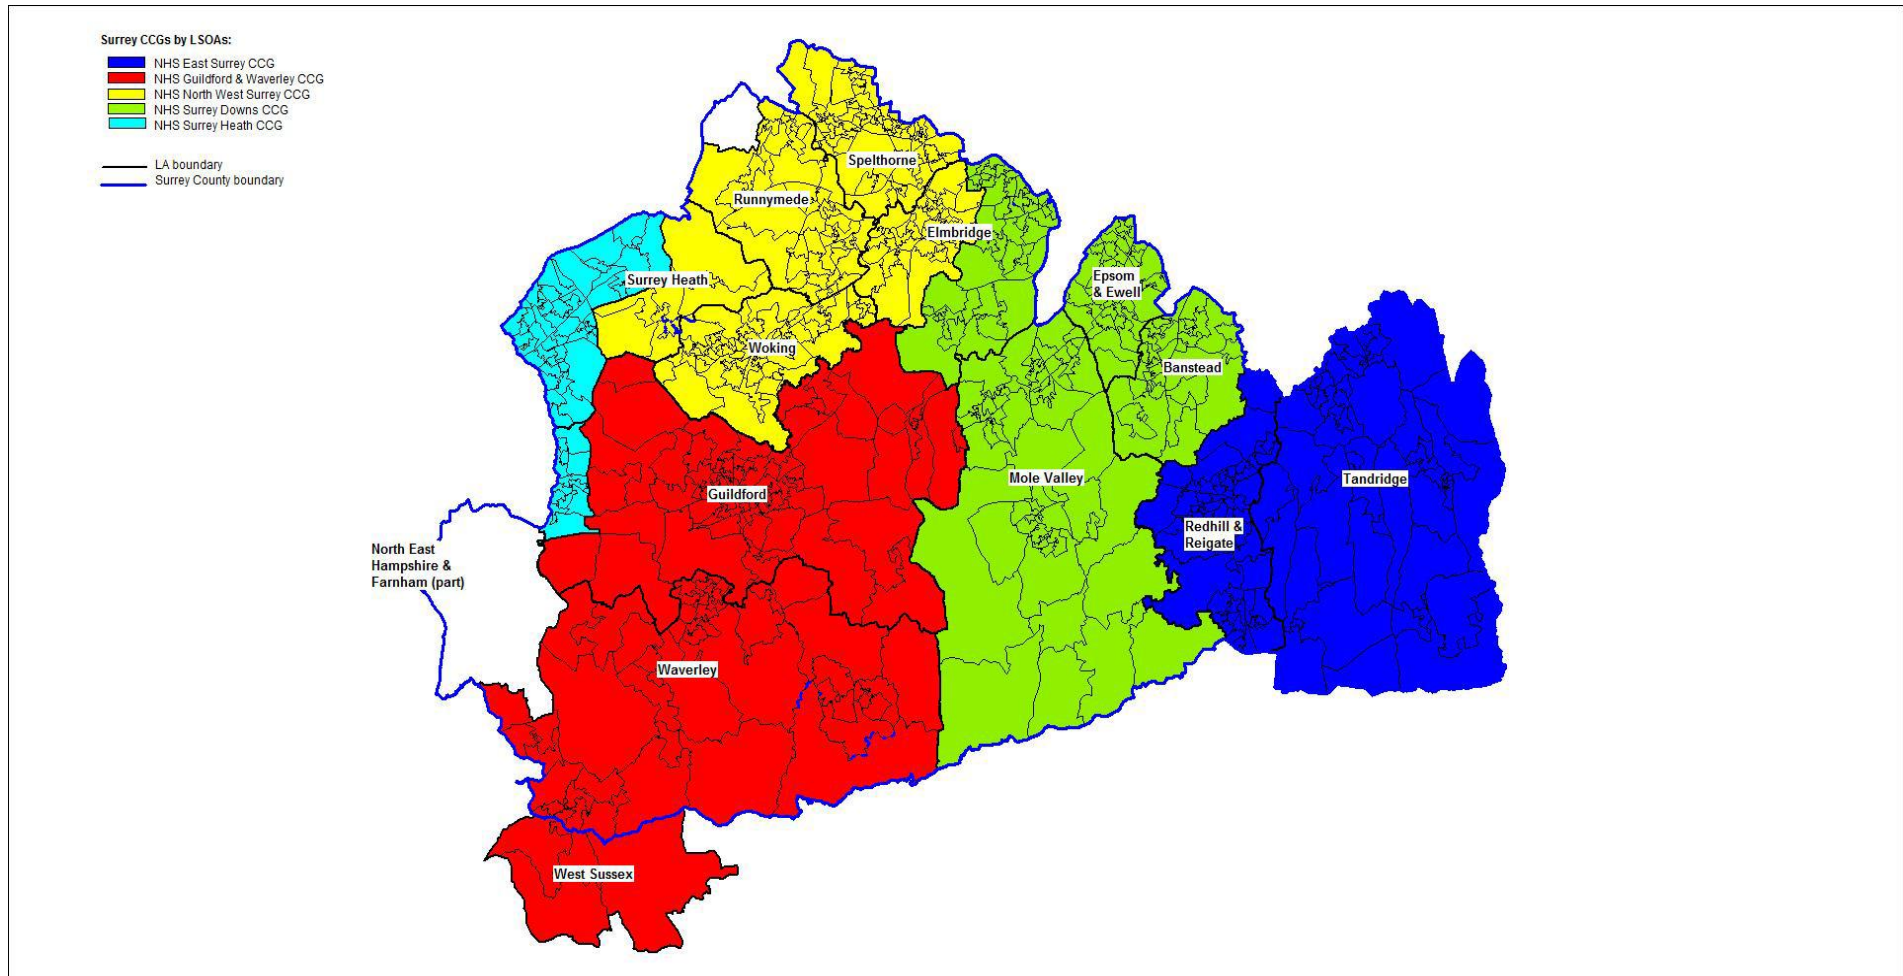 Surrey CCGs by LSOAs:
NHS East Surrey CCG
NHS Guildford & Waverley CCG
NHS North West Surrey CCG
NHS Surrey Downs CCG
NHS Surrey Heath CCG
LA boundary
Surrey County boundary
Spelthorne
Runnymede
Elmbridge
Surrey Heath
Epsom
& Ewell
Woking
Banstead
Mole Valley
Tandridge
Guildford
Redhill &
Reigate
North East
Hampshire &
Farnham (part)
Waverley
West Sussex